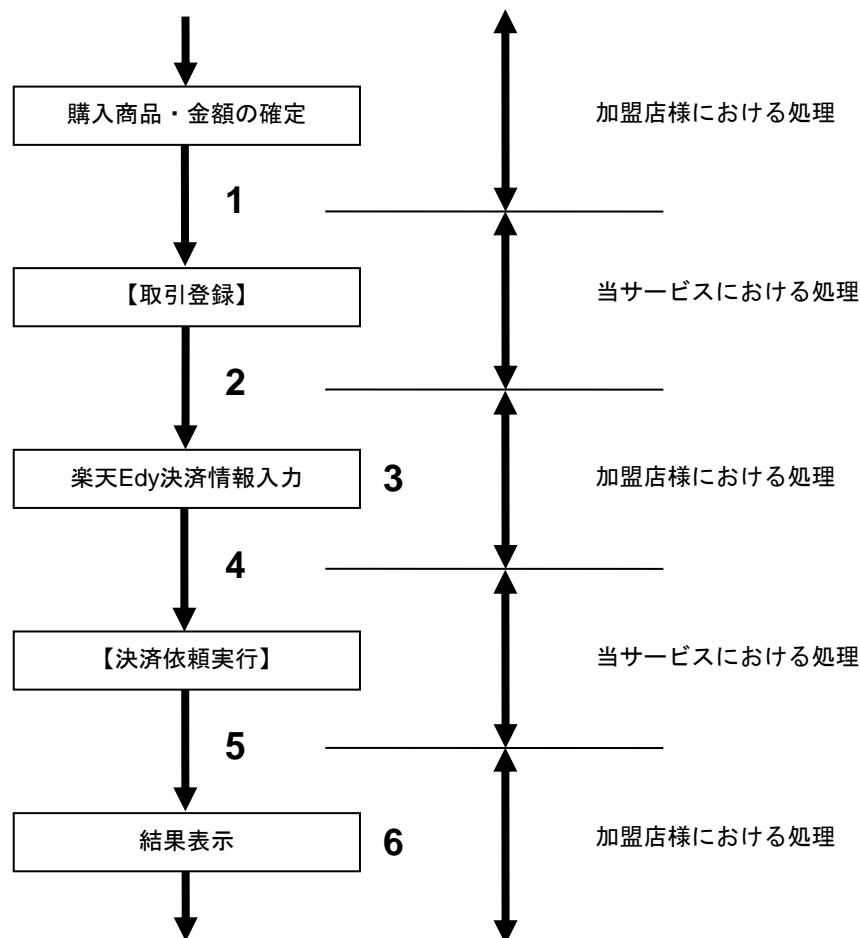 購入商品・金額の確定
加盟店様における処理
1
【取引登録】
当サービスにおける処理
2
楽天Edy決済情報入力
3
加盟店様における処理
4
【決済依頼実行】
当サービスにおける処理
5
結果表示
6
加盟店様における処理